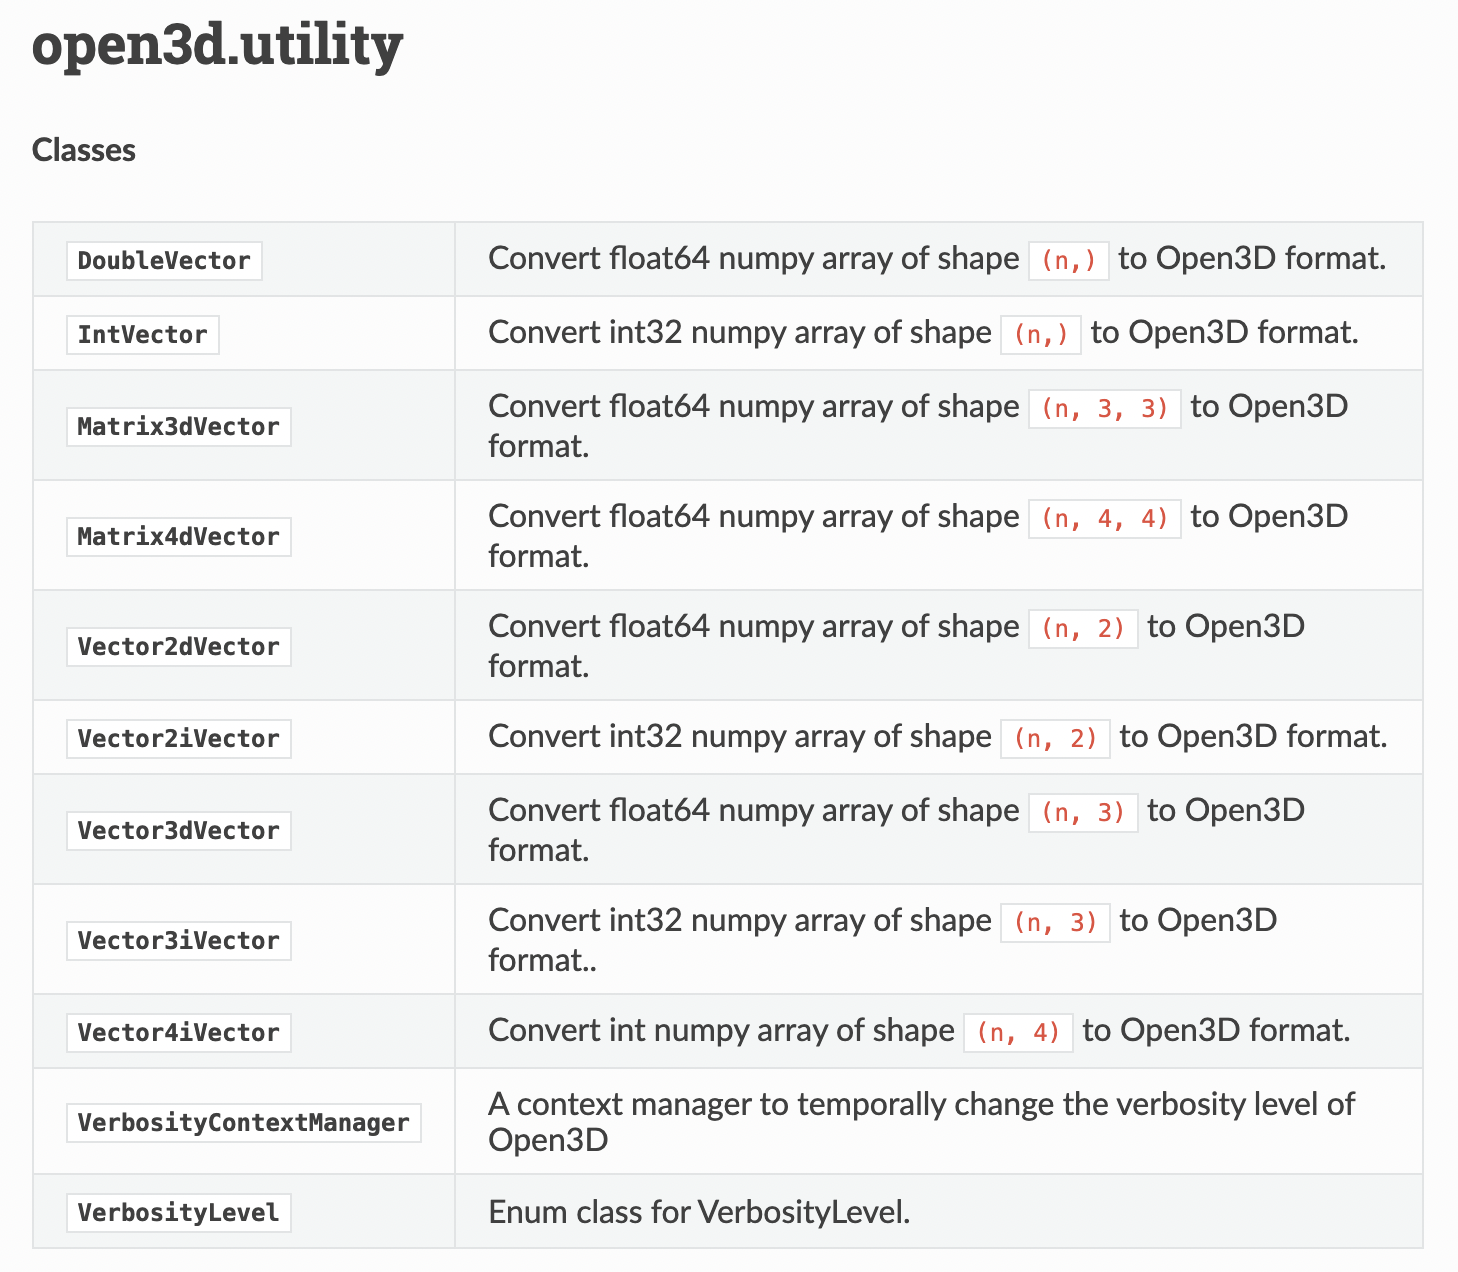 open3d.utility
Classes
DoubleVector
Convert float64 numpy array of shape (n,) to Open3D format.
IntVector
Convert int32 numpy array of shape (n,) to Open3D format.
Matrix3dVector
Convert float64 numpy array of shape (n, 3, 3) to Open3D
format.
Matrix4dVector
Convert float64 numpy array of shape (n, 4, 4) to Open3D
format.
Vector2dVector
Convert float64 numpy array of shape (n, 2) to Open3D
format.
Vector2iVector
Convert int32 numpy array of shape (n, 2) to Open3D format.
Vector3dVector
Convert float64 numpy array of shape (n, 3) to Open3D
format.
Vector3iVector
Convert int32 numpy array of shape (n, 3) to Open3D
format..
Vector4iVector
Convert int numpy array of shape (n, 4) to Open3D format.
VerbosityContextManager
A context manager to temporally change the verbosity level of
Open3D
VerbosityLevel
Enum class for VerbosityLevel.